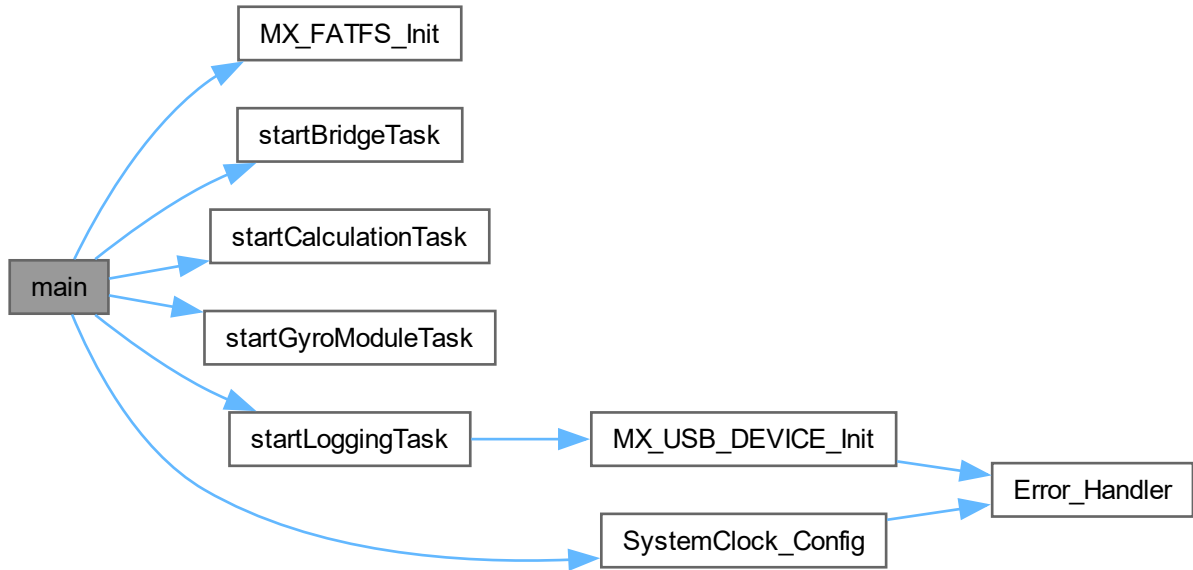 MX_FATFS_Init
startBridgeTask
startCalculationTask
main
startGyroModuleTask
startLoggingTask
MX_USB_DEVICE_Init
Error_Handler
SystemClock_Config